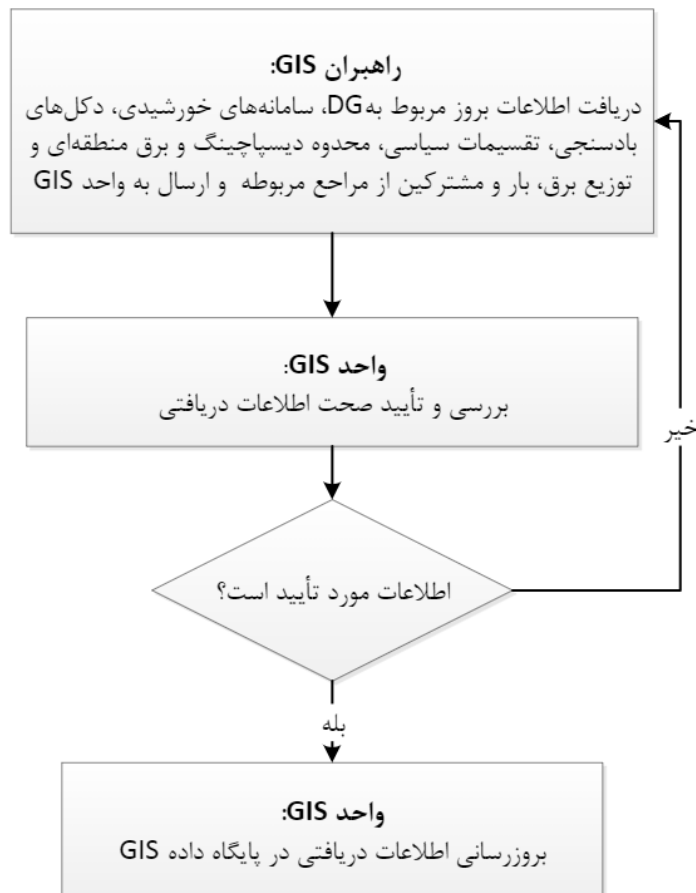 راهبران GIS:
دریافت اطلاعات بروز مربوط به DG، سامانه‌های خورشیدی، دکل‌های
بادسنجی، تقسیمات سیاسی، محدوده دیسپاچینگ و برق منطقه‌ای و
توزیع برق، بار و مشترکین از مراجع مربوطه و ارسال به واحد GIS
واحد GIS:
بررسی و تأیید صحت اطلاعات دریافتی
خیر
اطلاعات مورد تأیید است؟
بله
واحد GIS:
بروزرسانی اطلاعات دریافتی در پایگاه داده GIS